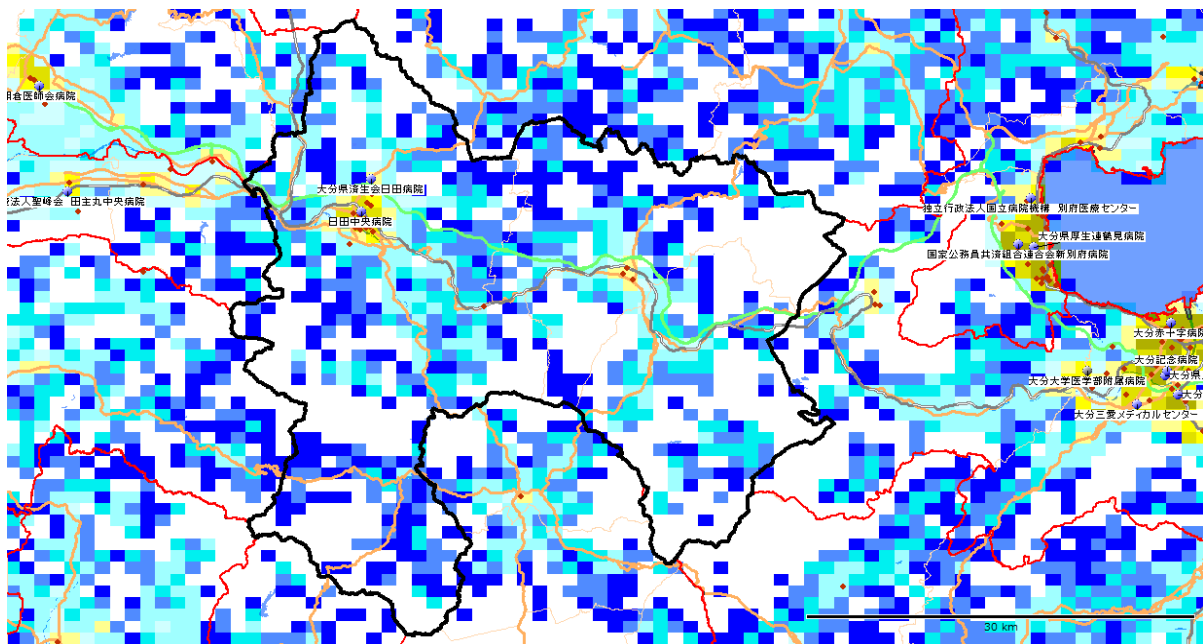 朝倉医師会病院
法人聖峰会 田主丸中央病院
大分県済生会日田病院
日田中央病院
独立行政法人国立病院機構 別府医療センター
大分県厚生連鶴見病院
国家公務員共済組合連合会新別府病院
大分赤十字病院
大分記念病院
大分大学医学部附属病院
大分県
大分
大分三愛メディカルセンター
30 km